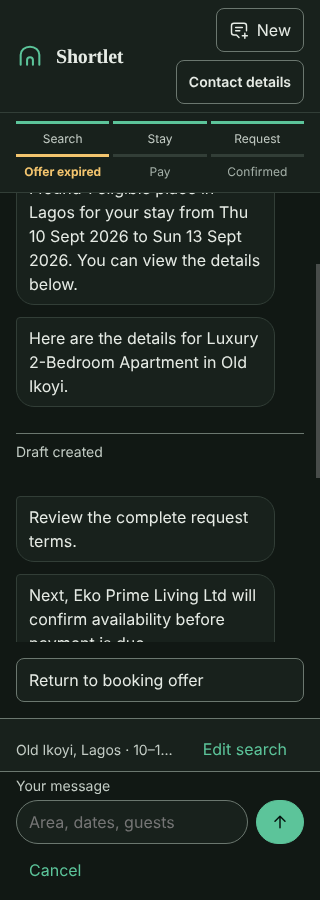 New
Shortlet
Contact details
Search
Stay
Request
Offer expired
Pay
Confirmed
Lagos for your stay from Thu
10 Sept 2026 to Sun 13 Sept
2026. You can view the details
below.
Here are the details for Luxury
2-Bedroom Apartment in Old
Ikoyi.
Draft created
Review the complete request
terms.
Next, Eko Prime Living Ltd will
confirm availability before
payment is due.
Return to booking offer
Old Ikoyi, Lagos · 10–1...
Edit search
Your message
Area, dates, guests
Cancel